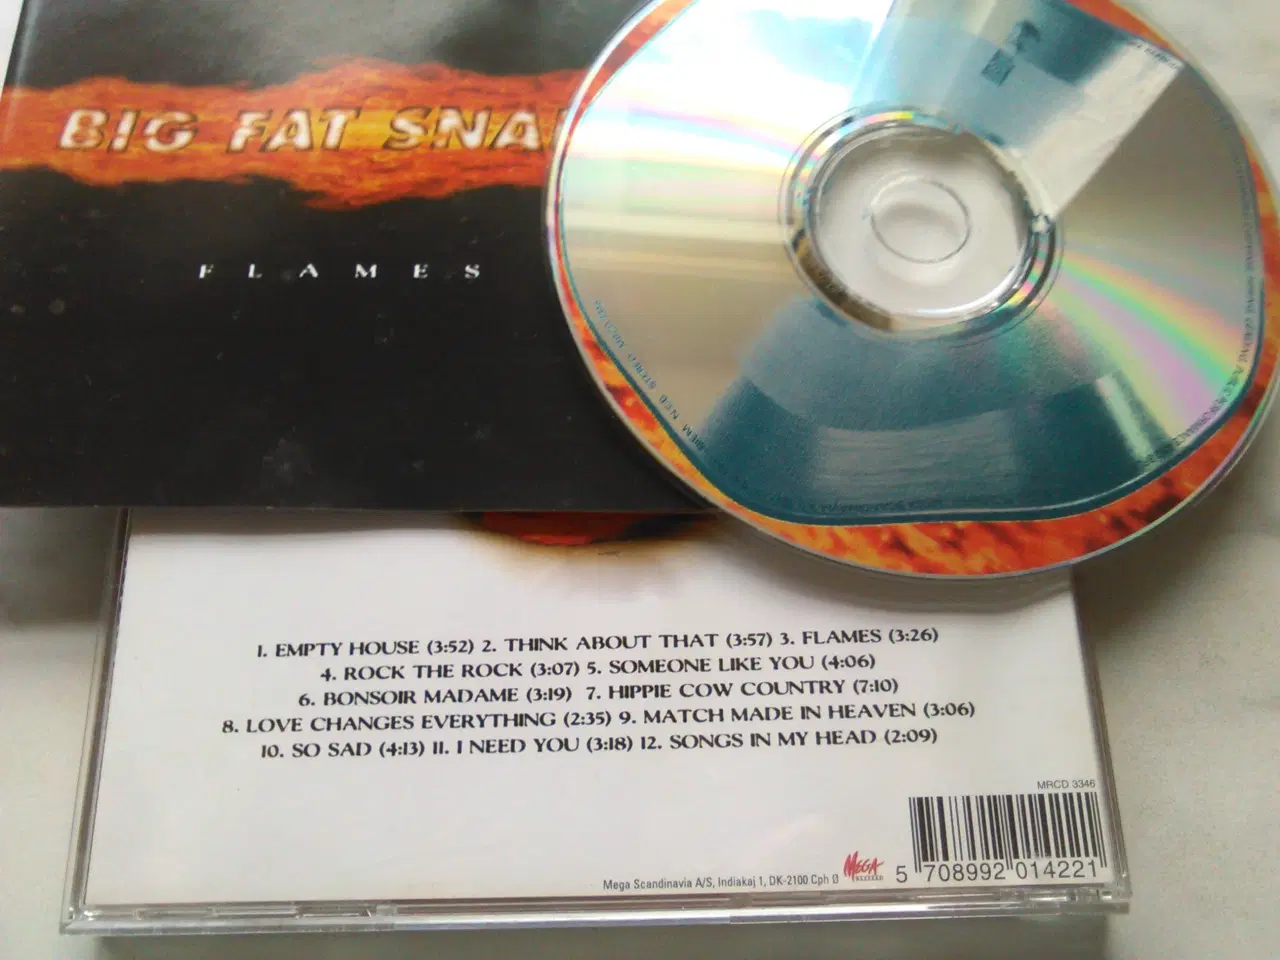 BIG FAT SNA
FLAMES
1. EMPTY HOUSE (3:52) 2. THINK ABOUT THAT (3:57) 3. FLAMES (3:26)
4. ROCK THE ROCK (3:07) 5. SOMEONE LIKE YOU (4:06)
6. BONSOIR MADAME (3:19) 7. HIPPIE COW COUNTRY (7:10)
8. LOVE CHANGES EVERYTHING (2:35) 9. MATCH MADE IN HEAVEN (3:06)
10. SO SAD (4:13) 11. I NEED YOU (3:18) 12. SONGS IN MY HEAD (2:09)
MRCD 3346
Mega Scandinavia A/S, Indiakaj 1, DK-2100 Cph Ø
MEGA
5 708992 014221